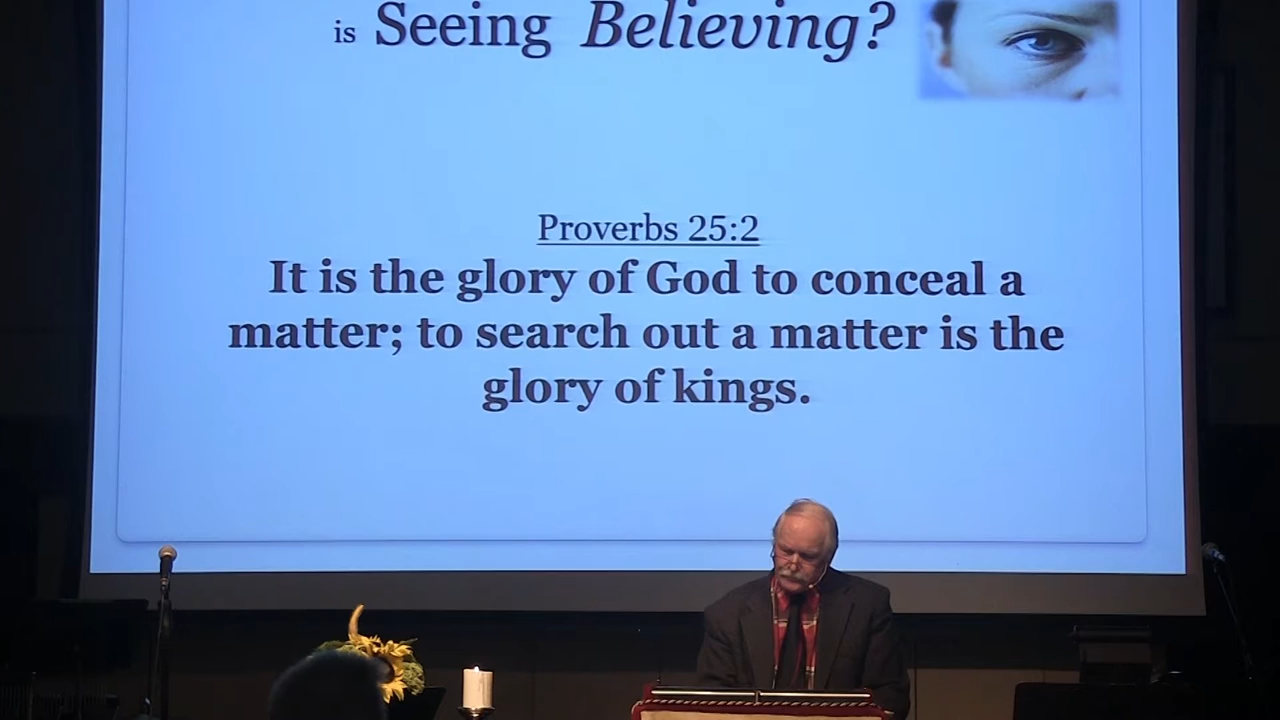 is Seeing Believing?
Proverbs 25:2
It is the glory of God to conceal a
matter; to search out a matter is the
glory of kings.